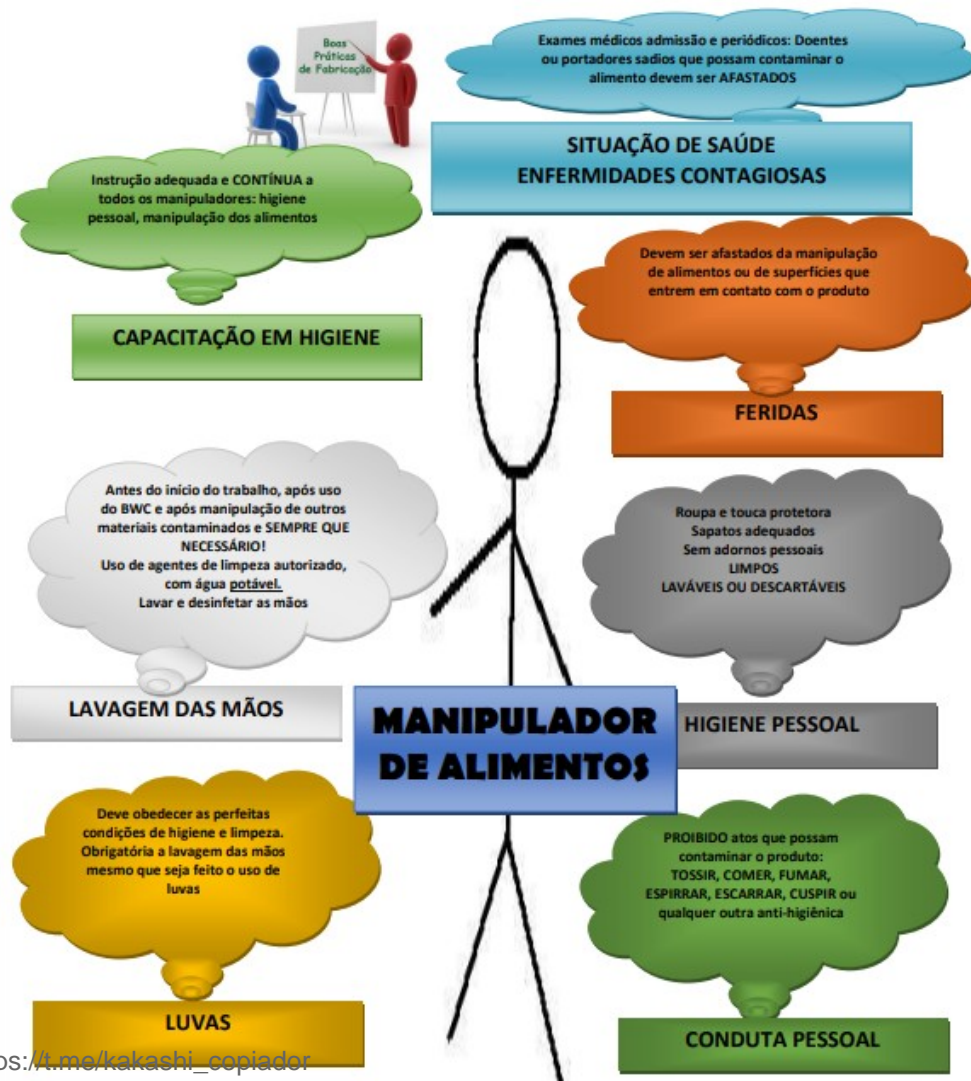 Boas
Práticas
de Fabricação
Exames médicos admissão e periódicos: Doentes
ou portadores sadios que possam contaminar o
alimento devem ser AFASTADOS
SITUAÇÃO DE SAÚDE
ENFERMIDADES CONTAGIOSAS
Instrução adequada e CONTÍNUA a
todos os manipuladores: higiene
pessoal, manipulação dos alimentos
CAPACITAÇÃO EM HIGIENE
Devem ser afastados da manipulação
de alimentos ou de superfícies que
entrem em contato com o produto
FERIDAS
Antes do início do trabalho, após uso
do BWC e após manipulação de outros
materiais contaminados e SEMPRE QUE
NECESSÁRIO!
Uso de agentes de limpeza autorizado,
com água potável.
Lavar e desinfetar as mãos
LAVAGEM DAS MÃOS
Roupa e touca protetora
Sapatos adequados
Sem adornos pessoais
LIMPOS
LAVÁVEIS OU DESCARTÁVEIS
HIGIENE PESSOAL
MANIPULADOR
DE ALIMENTOS
Deve obedecer as perfeitas
condições de higiene e limpeza.
Obrigatória a lavagem das mãos
mesmo que seja feito o uso de
luvas
LUVAS
PROIBIDO atos que possam
contaminar o produto:
TOSSIR, COMER, FUMAR,
ESPIRRAR, ESCARRAR, CUSPIR ou
qualquer outra anti-higiênica
CONDUTA PESSOAL
ps://t.me/kakashi_copiador